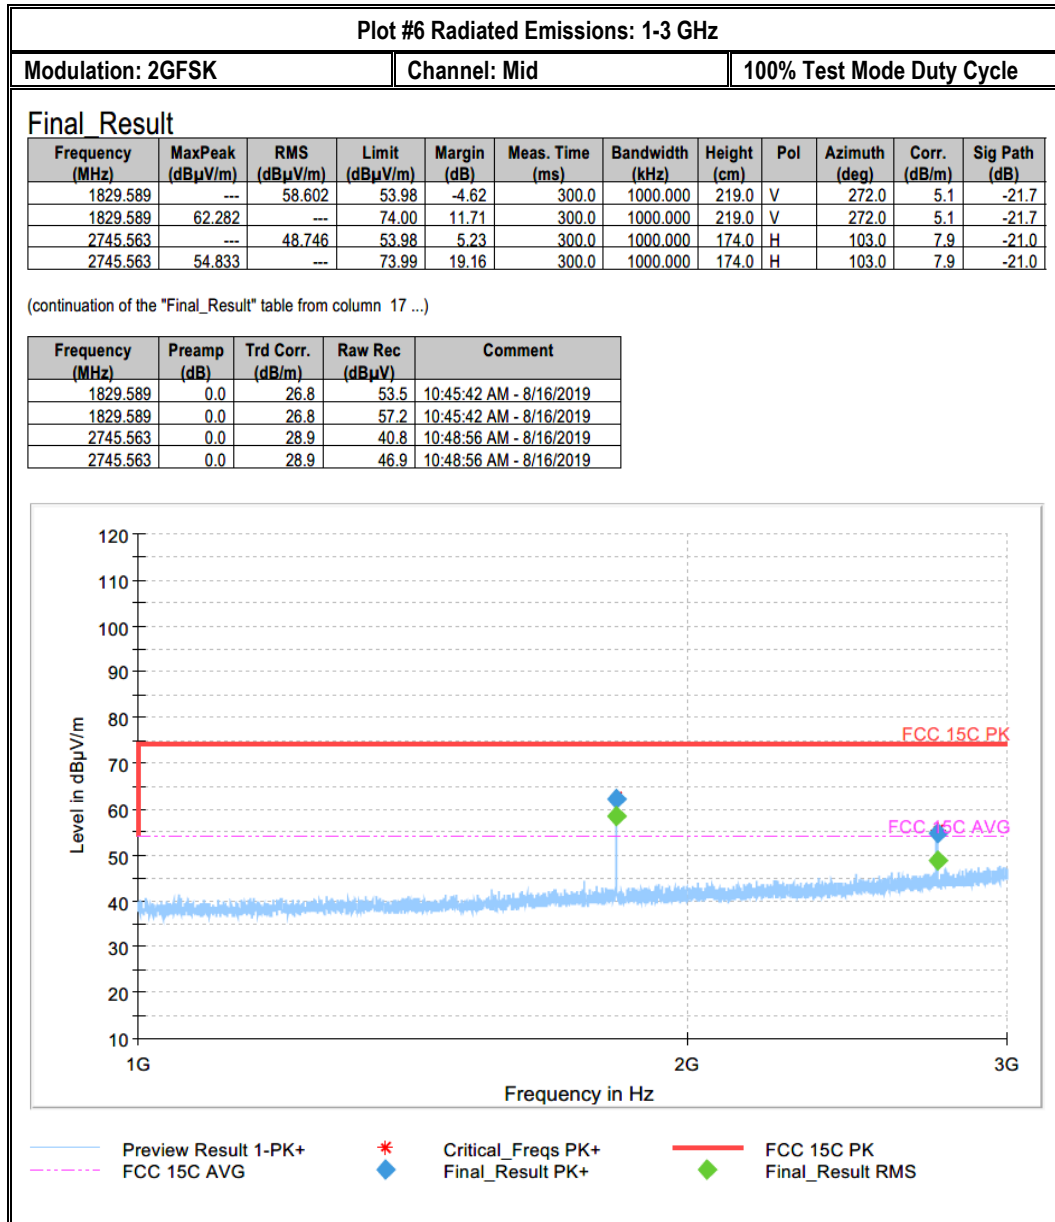 Plot #6 Radiated Emissions: 1-3 GHz
Modulation: 2GFSK Channel: Mid 100% Test Mode Duty Cycle
Final_Result
Frequency MaxPeak RMS Limit Margin Meas. Time Bandwidth Height Pol Azimuth Corr. Sig Path
(MHz) (dBµV/m) (dBµV/m) (dBµV/m) (dB) (ms) (kHz) (cm) (deg) (dB/m) (dB)
1829.589 --- 58.602 53.98 -4.62 300.0 1000.000 219.0 V 272.0 5.1 -21.7
1829.589 62.282 --- 74.00 11.71 300.0 1000.000 219.0 V 272.0 5.1 -21.7
2745.563 --- 48.746 53.98 5.23 300.0 1000.000 174.0 H 103.0 7.9 -21.0
2745.563 54.833 --- 73.99 19.16 300.0 1000.000 174.0 H 103.0 7.9 -21.0
(continuation of the "Final_Result" table from column 17 ...)
Frequency Preamp Trd Corr. Raw Rec Comment
(MHz) (dB) (dB/m) (dBµV)
1829.589 0.0 26.8 53.5 10:45:42 AM - 8/16/2019
1829.589 0.0 26.8 57.2 10:45:42 AM - 8/16/2019
2745.563 0.0 28.9 40.8 10:48:56 AM - 8/16/2019
2745.563 0.0 28.9 46.9 10:48:56 AM - 8/16/2019
120
110
100
90
80
70
60
50
40
30
20
10
Level in dBµV/m
FCC 15C PK
FCC 15C AVG
1G 2G 3G
Frequency in Hz
Preview Result 1-PK+ Critical_Freqs PK+ FCC 15C PK
FCC 15C AVG Final_Result PK+ Final_Result RMS